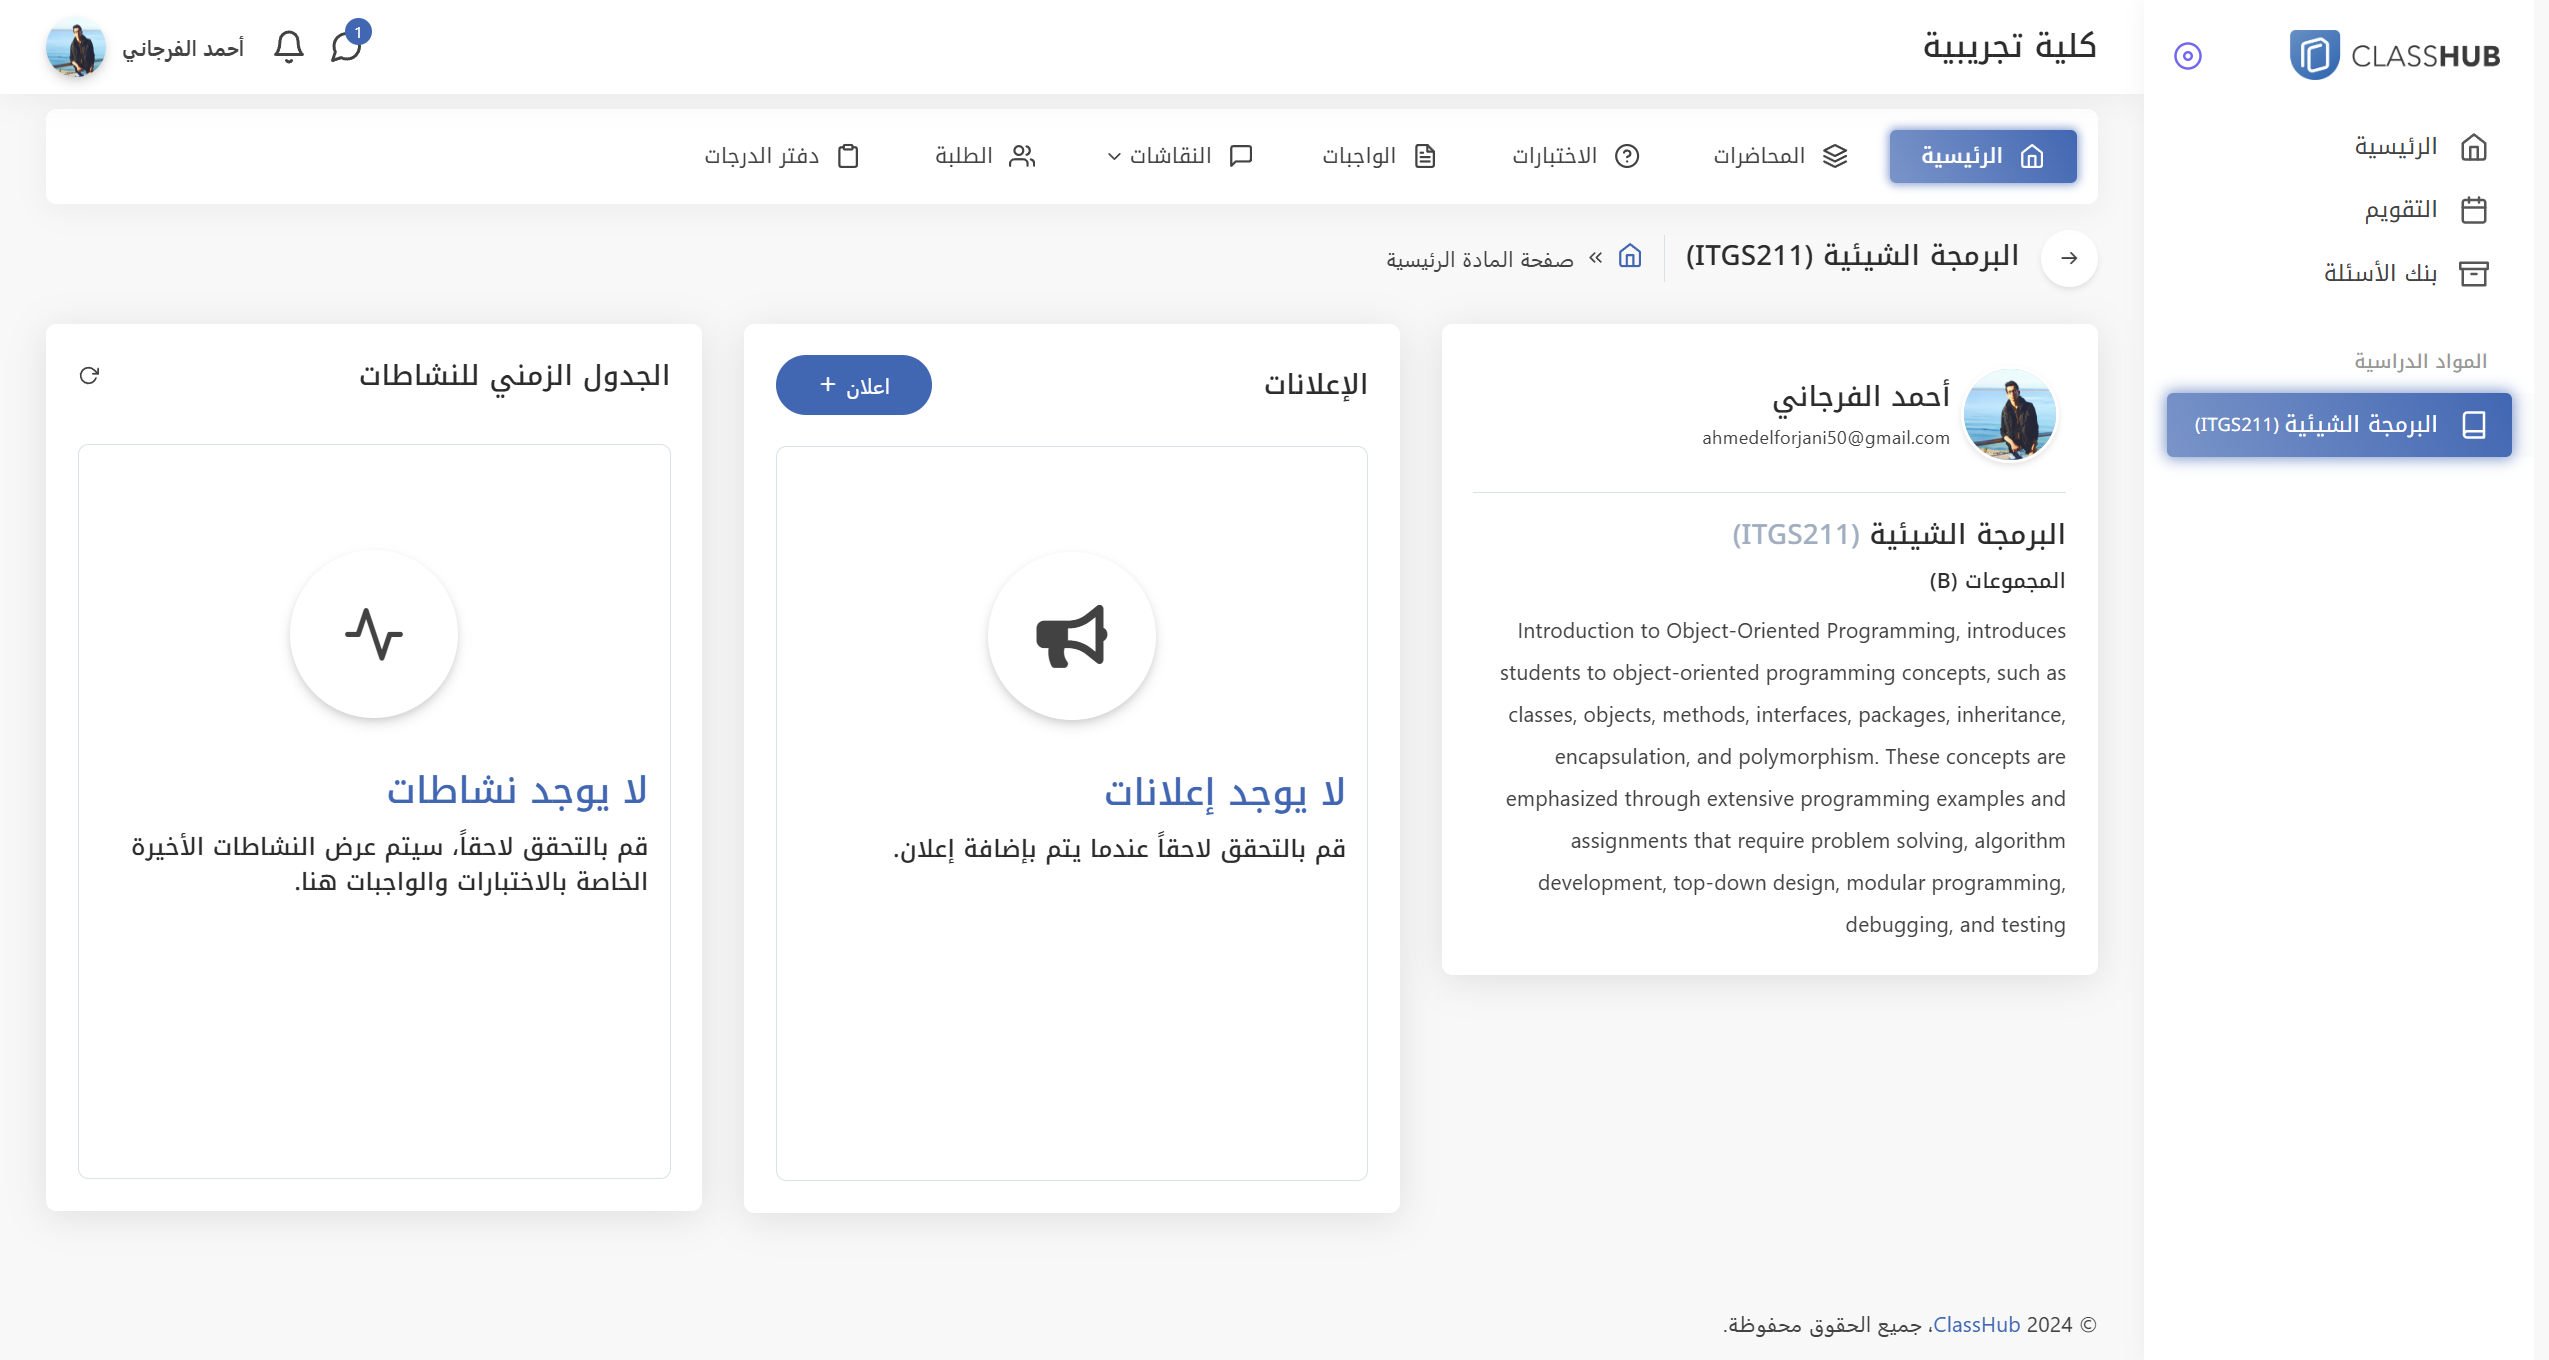 CLASSHUB
الرئيسية
التقويم
بنك الأسئلة
المواد الدراسية
البرمجة الشيئية (ITGS211)
كلية تجريبية
1
أحمد الفرجاني
الرئيسية
المحاضرات
الاختبارات
الواجبات
النقاشات
الطلبة
دفتر الدرجات
البرمجة الشيئية (ITGS211)
» صفحة المادة الرئيسية
أحمد الفرجاني
ahmedelforjani50@gmail.com
البرمجة الشيئية (ITGS211)
المجموعات (B)
Introduction to Object-Oriented Programming, introduces
students to object-oriented programming concepts, such as
classes, objects, methods, interfaces, packages, inheritance,
encapsulation, and polymorphism. These concepts are
emphasized through extensive programming examples and
assignments that require problem solving, algorithm
development, top-down design, modular programming,
debugging, and testing
الإعلانات
اعلان +
لا يوجد إعلانات
قم بالتحقق لاحقاً عندما يتم بإضافة إعلان.
الجدول الزمني للنشاطات
لا يوجد نشاطات
قم بالتحقق لاحقاً، سيتم عرض النشاطات الأخيرة
الخاصة بالاختبارات والواجبات هنا.
© 2024 ClassHub، جميع الحقوق محفوظة.